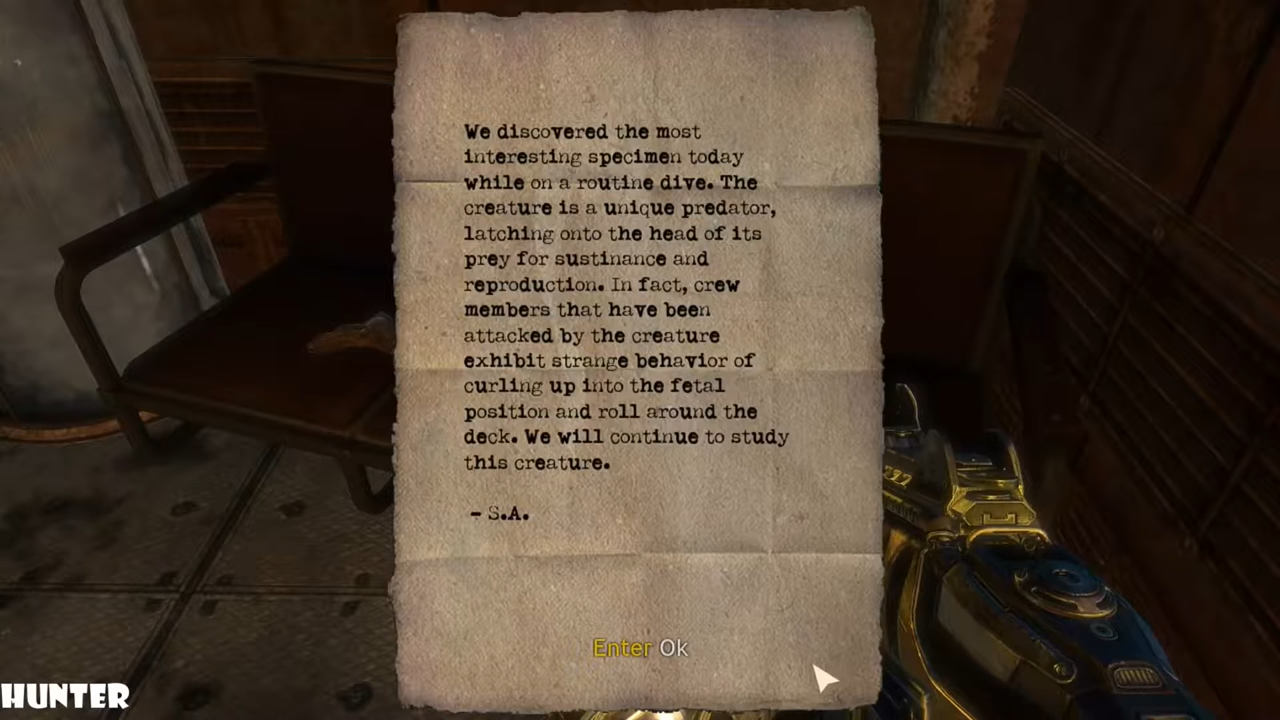 We discovered the most
interesting specimen today
while on a routine dive. The
creature is a unique predator,
latching onto the head of its
prey for sustinance and
reproduction. In fact, crew
members that have been
attacked by the creature
exhibit strange behavior of
curling up into the fetal
position and roll around the
deck. We will continue to study
this creature.
- S.A.
Enter Ok
HUNTER